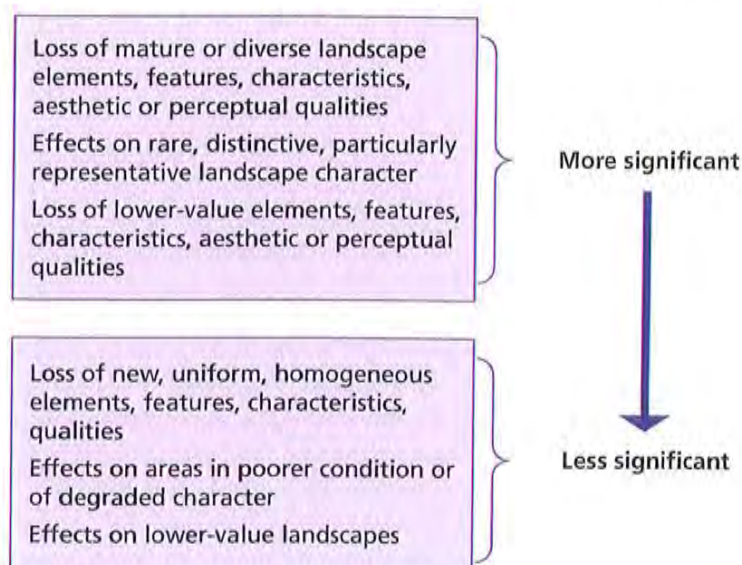 Loss of mature or diverse landscape
elements, features, characteristics,
aesthetic or perceptual qualities
Effects on rare, distinctive, particularly
representative landscape character
Loss of lower-value elements, features,
characteristics, aesthetic or perceptual
qualities
More significant
Loss of new, uniform, homogeneous
elements, features, characteristics,
qualities
Effects on areas in poorer condition or
of degraded character
Effects on lower-value landscapes
Less significant